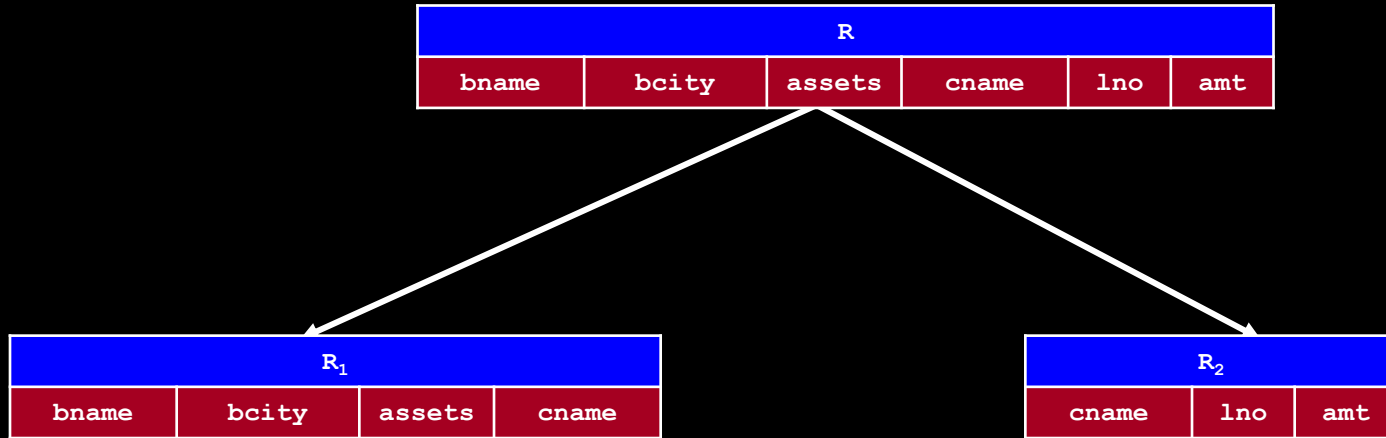 R
bname bcity assets cname lno amt
R₁ R₂
bname bcity assets cname cname lno amt